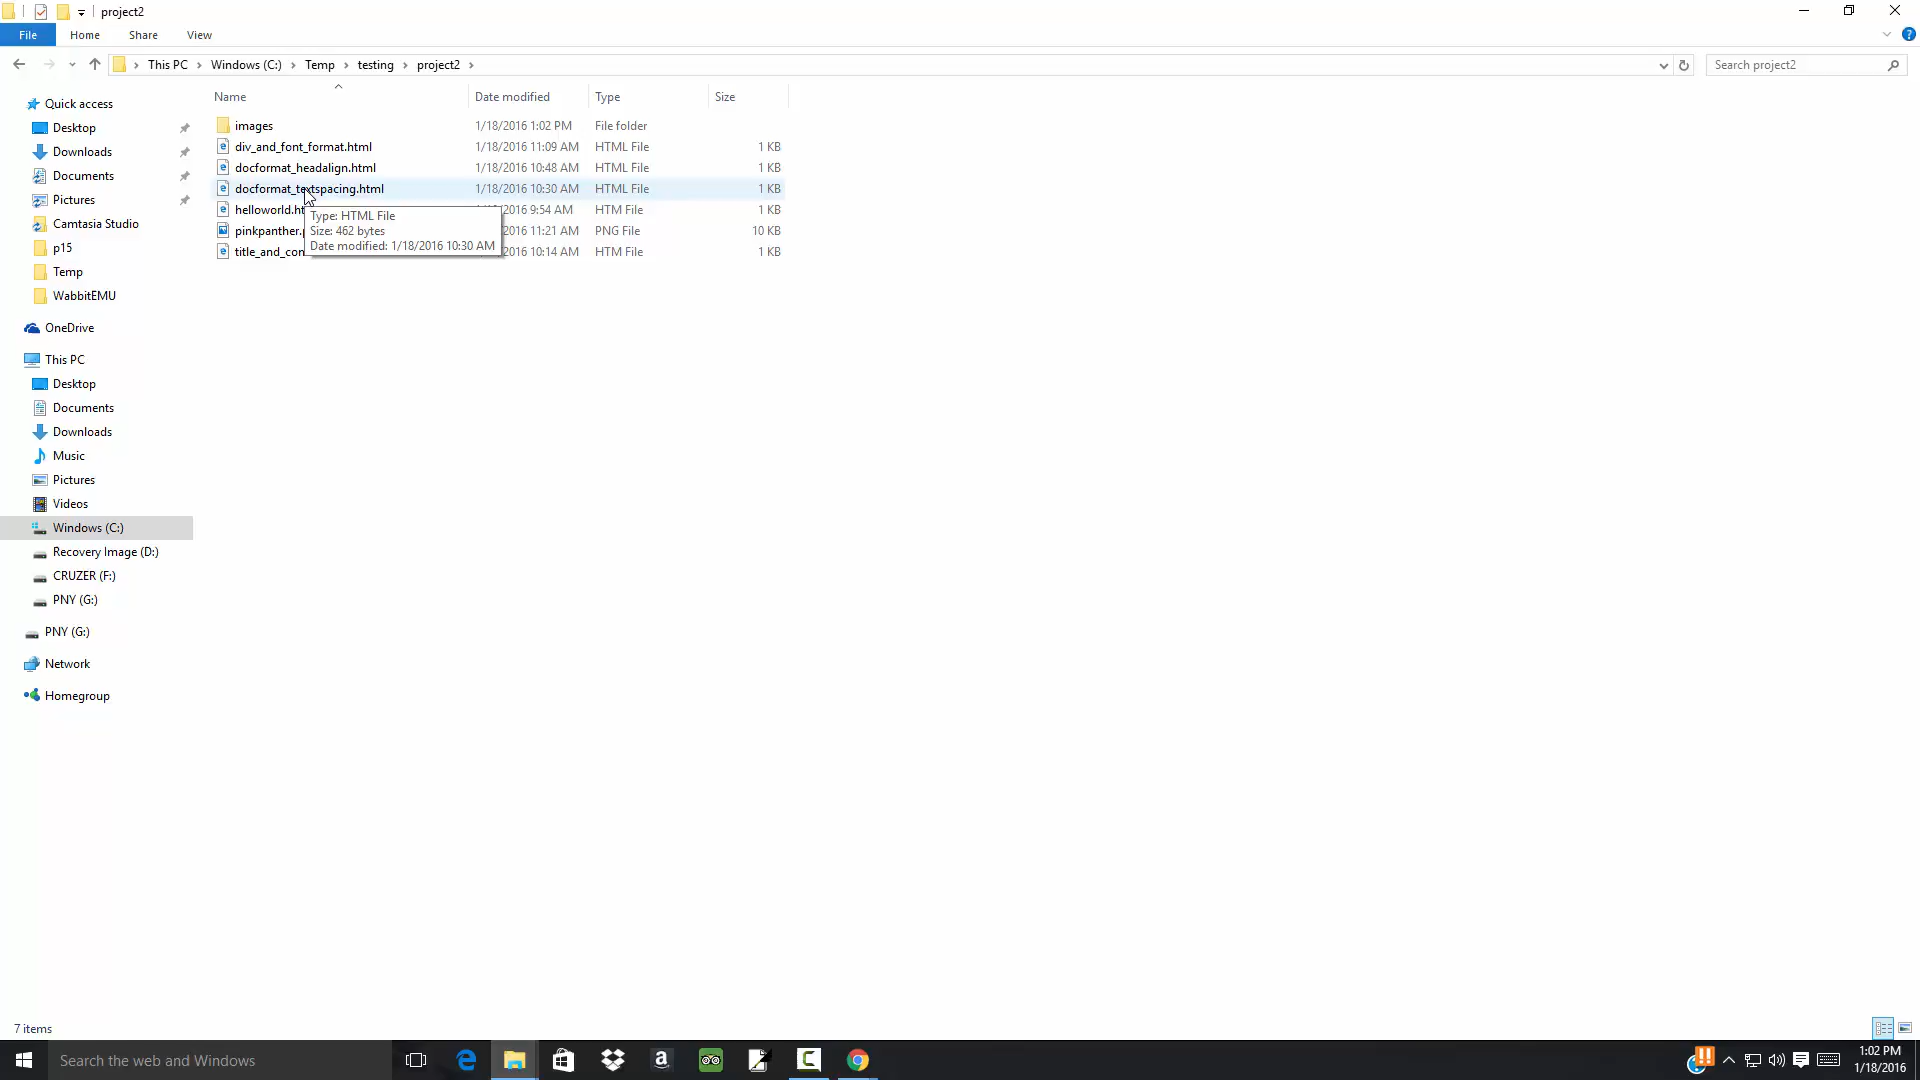 project2
File Home Share View
This PC Windows (C:) Temp testing project2
Search project2
Name Date modified Type Size
images 1/18/2016 1:02 PM File folder
div_and_font_format.html 1/18/2016 11:09 AM HTML File 1 KB
docformat_headalign.html 1/18/2016 10:48 AM HTML File 1 KB
docformat_textspacing.html 1/18/2016 10:30 AM HTML File 1 KB
helloworld.ht 2016 9:54 AM HTM File 1 KB
pinkpanther.p 2016 11:21 AM PNG File 10 KB
title_and_con 2016 10:14 AM HTM File 1 KB
Type: HTML File
Size: 462 bytes
Date modified: 1/18/2016 10:30 AM
Quick access
Desktop
Downloads
Documents
Pictures
Camtasia Studio
p15
Temp
WabbitEMU
OneDrive
This PC
Desktop
Documents
Downloads
Music
Pictures
Videos
Windows (C:)
Recovery Image (D:)
CRUZER (F:)
PNY (G:)
PNY (G:)
Network
Homegroup
7 items
Search the web and Windows
1:02 PM
1/18/2016